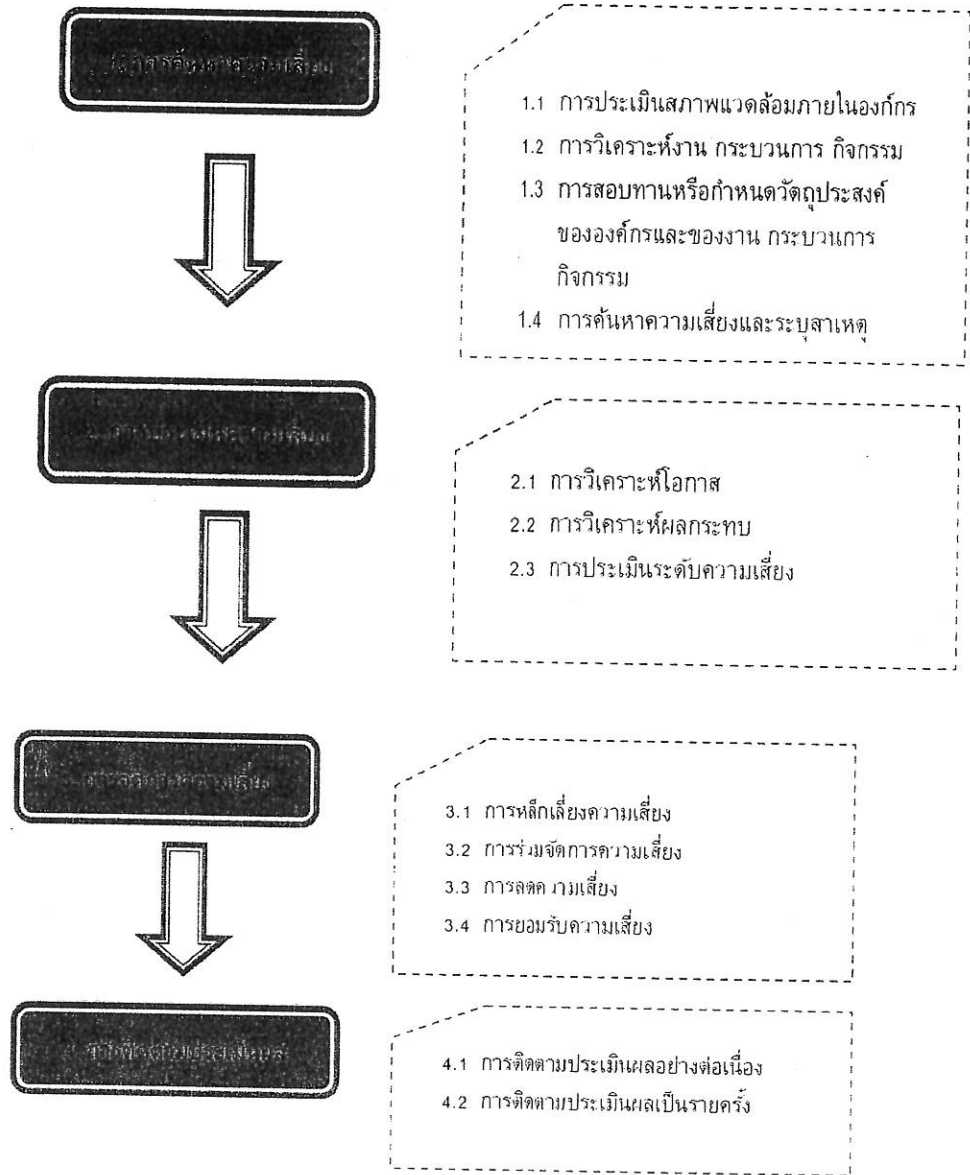 1.1 การประเมินสภาพแวดล้อมภายในองก์กร
1.2 การวิเคราะห์งาน กระบวนการ กิจกรรม
1.3 การสอบทานหรือกำหนดวัตถุประสงค์
ขององค์กรและของงาน กระบวนการ
กิจกรรม
1.4 การค้นหาความเสี่ยงและระบุสาเหตุ
2.1 การวิเคราะห์โอกาส
2.2 การวิเคราะห์ผลกระทบ
2.3 การประเมินระดับความเสี่ยง
การจัดการความเสี่ยง
3.1 การหลีกเลี่ยงความเสี่ยง
3.2 การร่วมจัดการความเสี่ยง
3.3 การลดความเสี่ยง
3.4 การยอมรับความเสี่ยง
4.1 การติดตามประเมินผลอย่างต่อเนื่อง
4.2 การติดตามประเมินผลเป็นรายครั้ง